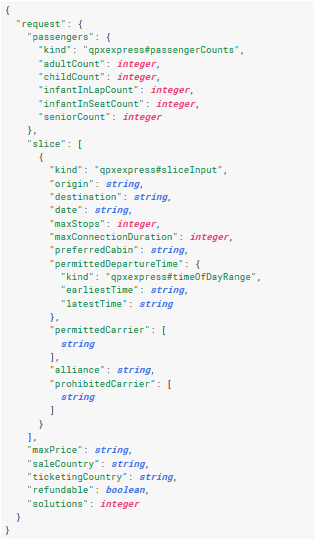 {
  "request": {
    "passengers": {
      "kind": "qpxexpress#passengerCounts",
      "adultCount": integer,
      "childCount": integer,
      "infantInLapCount": integer,
      "infantInSeatCount": integer,
      "seniorCount": integer
    },
    "slice": [
      {
        "kind": "qpxexpress#sliceInput",
        "origin": string,
        "destination": string,
        "date": string,
        "maxStops": integer,
        "maxConnectionDuration": integer,
        "preferredCabin": string,
        "permittedDepartureTime": {
          "kind": "qpxexpress#timeOfDayRange",
          "earliestTime": string,
          "latestTime": string
        },
        "permittedCarrier": [
          string
        ],
        "alliance": string,
        "prohibitedCarrier": [
          string
        ]
      }
    ],
    "maxPrice": string,
    "saleCountry": string,
    "ticketingCountry": string,
    "refundable": boolean,
    "solutions": integer
  }
}